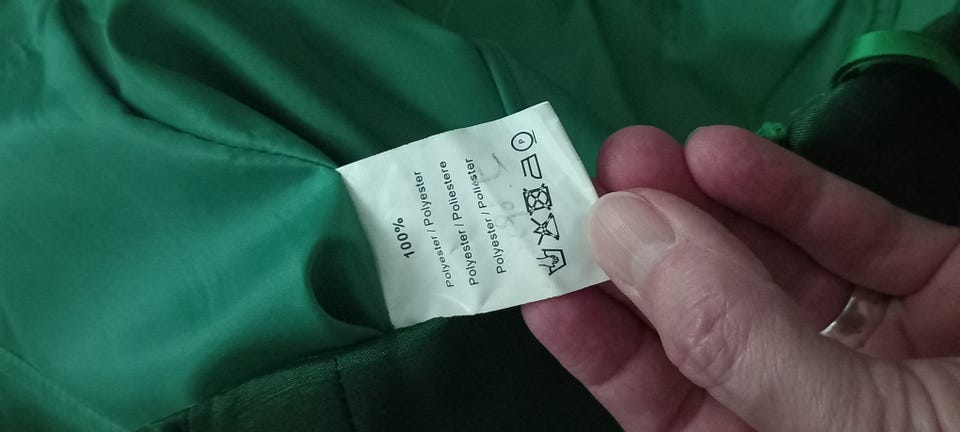 100%
Polyester / Polyester
Polyester / Poliestere
Polyester / Poliéster
P